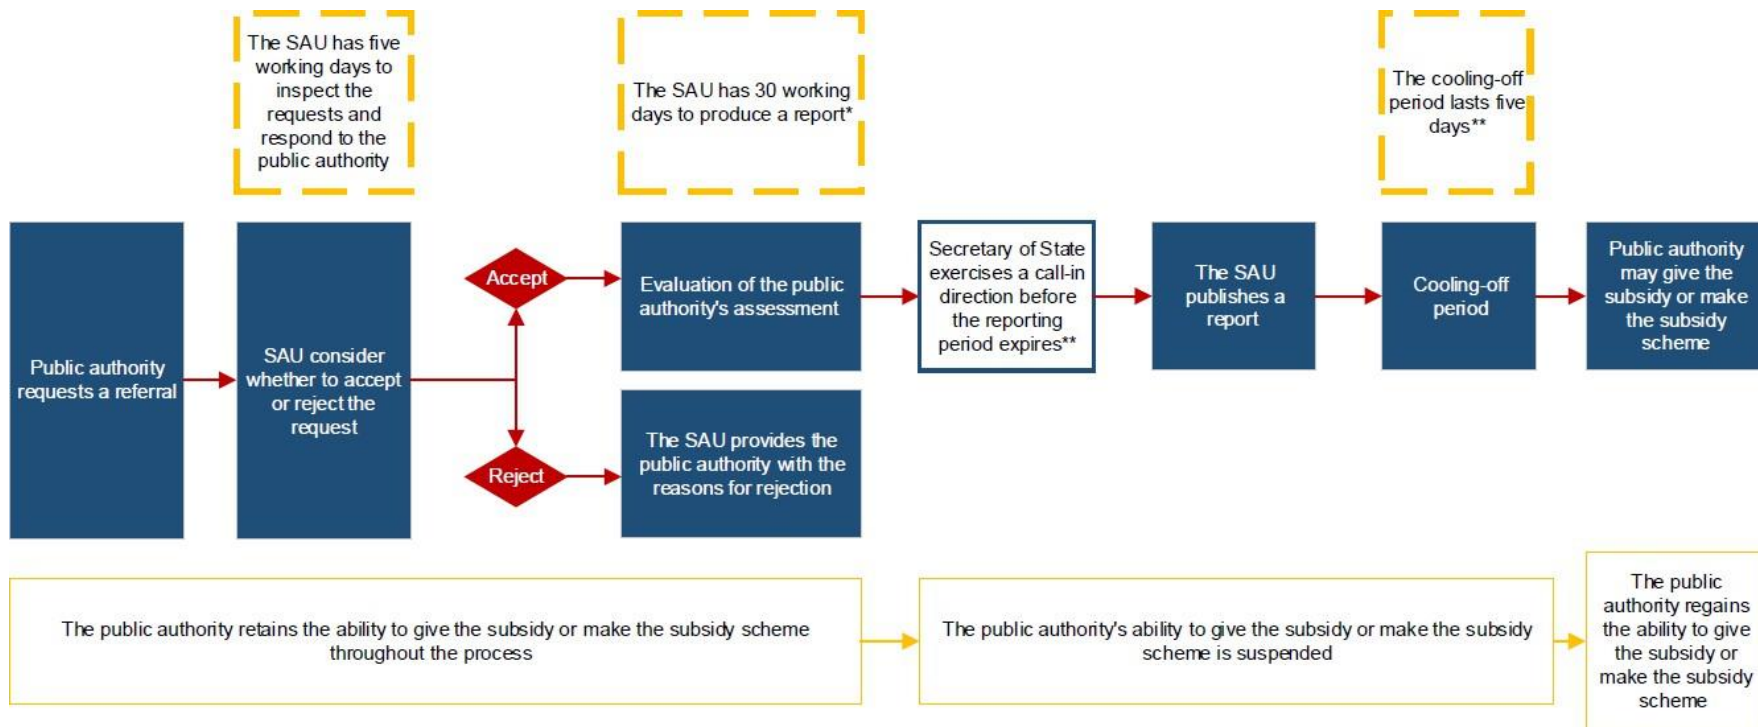 The SAU has five
working days to
inspect the
requests and
respond to the
public authority
The SAU has 30 working
days to produce a report*
The cooling-off
period lasts five
days**
Public authority
requests a referral
SAU consider
whether to accept
or reject the
request
Accept
Reject
Evaluation of the public
authority's assessment
The SAU provides the
public authority with the
reasons for rejection
Secretary of State
exercises a call-in
direction before
the reporting
period expires**
The SAU
publishes a
report
Cooling-off
period
Public authority
may give the
subsidy or make
the subsidy
scheme
The public authority retains the ability to give the subsidy or make the subsidy scheme
throughout the process
The public authority's ability to give the subsidy or make the subsidy
scheme is suspended
The public
authority regains
the ability to give
the subsidy or
make the subsidy
scheme